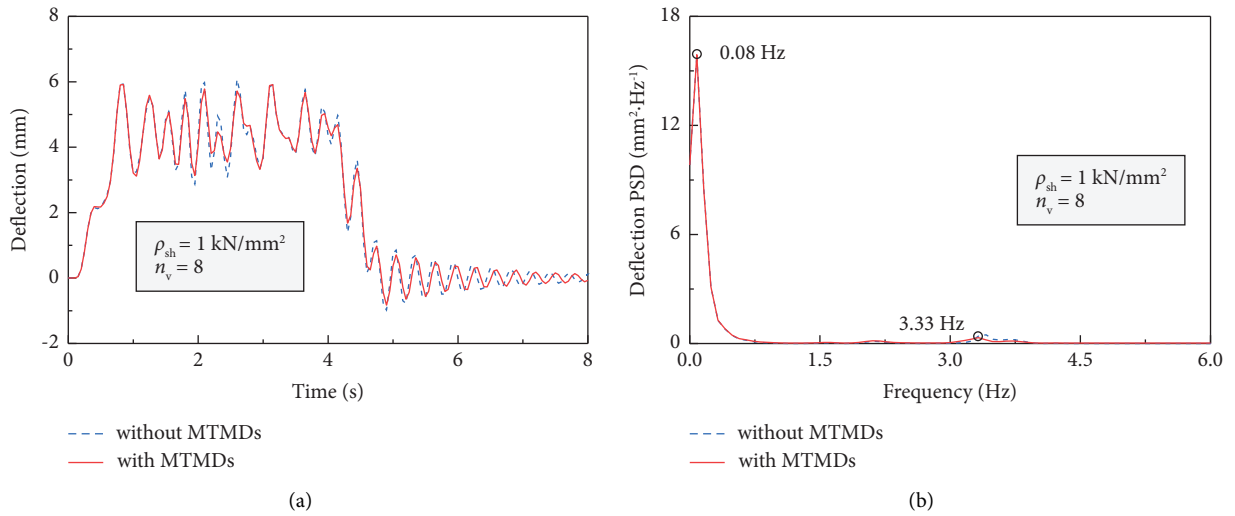 8
6
4
2
0
-2
Deflection (mm)
ρsh = 1 kN/mm²
nv = 8
0 2 4 6 8
Time (s)
without MTMDs
with MTMDs
(a)
18
15
12
9
6
3
0
Deflection PSD (mm²·Hz⁻¹)
0.08 Hz
ρsh = 1 kN/mm²
nv = 8
3.33 Hz
0.0 1.5 3.0 4.5 6.0
Frequency (Hz)
without MTMDs
with MTMDs
(b)